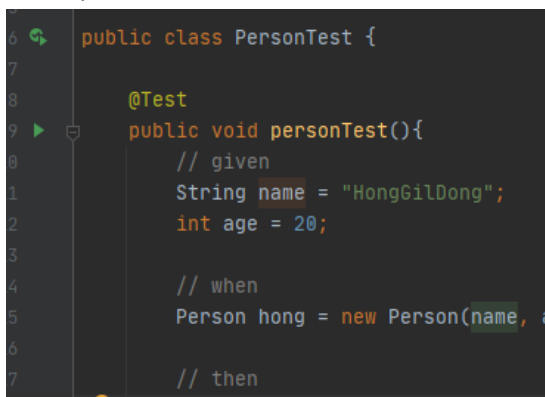 6 public class PersonTest {
7
8 @Test
9 public void personTest(){
0 // given
1 String name = "HongGilDong";
2 int age = 20;
3
4 // when
5 Person hong = new Person(name, a
6
7 // then